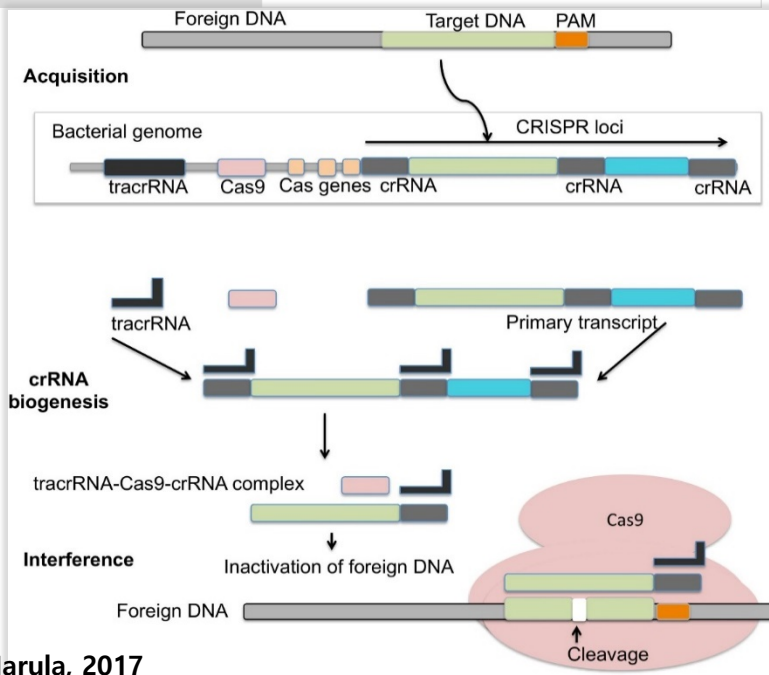 Foreign DNA Target DNA PAM
Acquisition
Bacterial genome CRISPR loci
tracrRNA Cas9 Cas genes crRNA crRNA crRNA
tracrRNA Primary transcript
crRNA
biogenesis
tracrRNA-Cas9-crRNA complex
Cas9
Interference
Inactivation of foreign DNA
Foreign DNA
Cleavage
2017